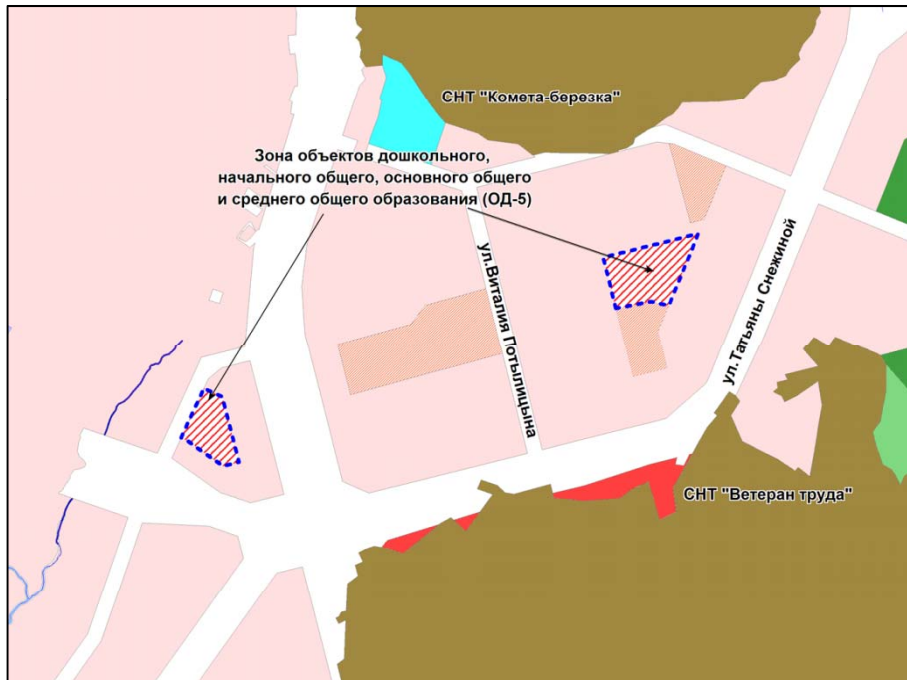 СНТ "Комета-березка"
Зона объектов дошкольного,
начального общего, основного общего
и среднего общего образования (ОД-5)
ул.Виталия Потылицына
ул.Татьяны Снежиной
СНТ "Ветеран труда"